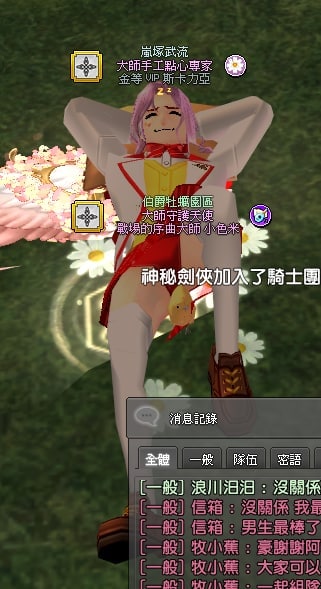 嵐塚武流
大師手工點心專家
金等 VIP 斯卡力亞
z z
伯爵牡蠣園區
大師守護天使
戰場的序曲大師 小色米
神秘劍俠加入了騎士團
消息記錄
全體 一般 隊伍 密語
[一般] 浪川汨汨 : 沒關係
[一般] 信箱 : 沒關係 我最
[一般] 信箱 : 男生最棒了
[一般] 牧小蕉 : 豪謝謝阿
[一般] 牧小蕉 : 大家可以
[一般] 牧小蕉 : 一起組隊